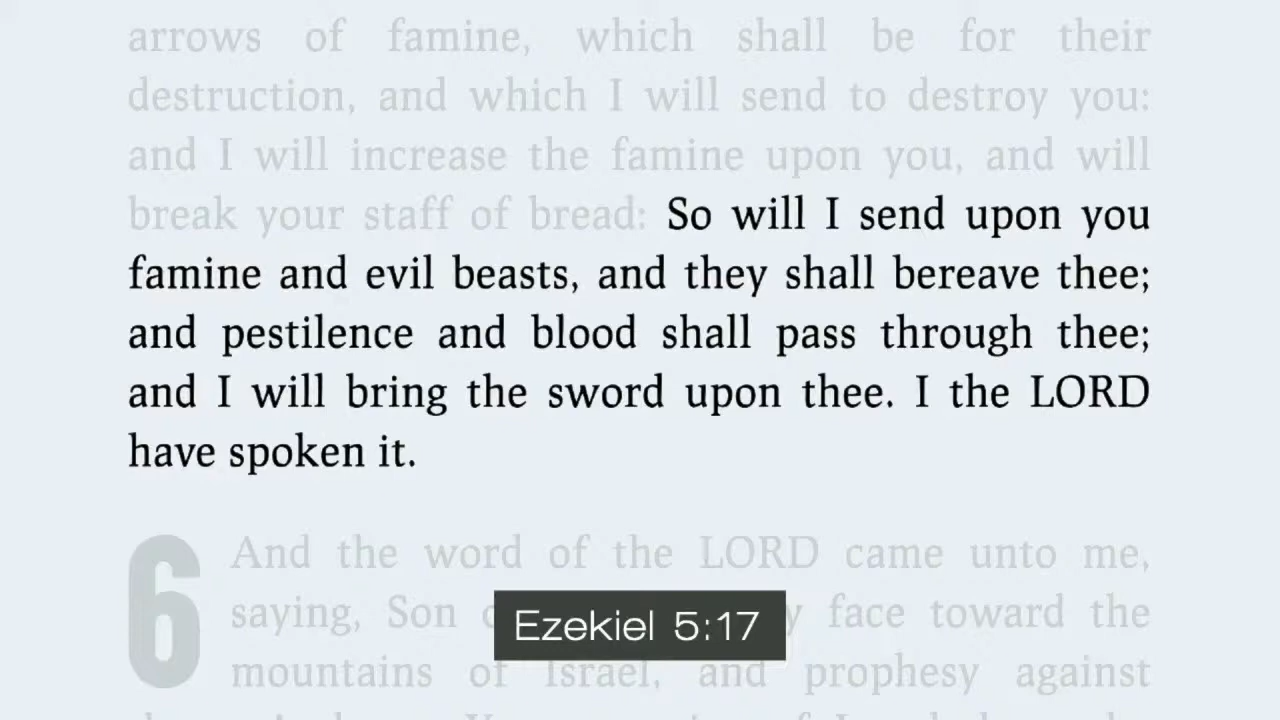 arrows of famine, which shall be for their
destruction, and which I will send to destroy you:
and I will increase the famine upon you, and will
break your staff of bread: So will I send upon you
famine and evil beasts, and they shall bereave thee;
and pestilence and blood shall pass through thee;
and I will bring the sword upon thee. I the LORD
have spoken it.
6 And the word of the LORD came unto me,
saying, Son face toward the
mountains of Israel, and prophesy against
Ezekiel 5:17